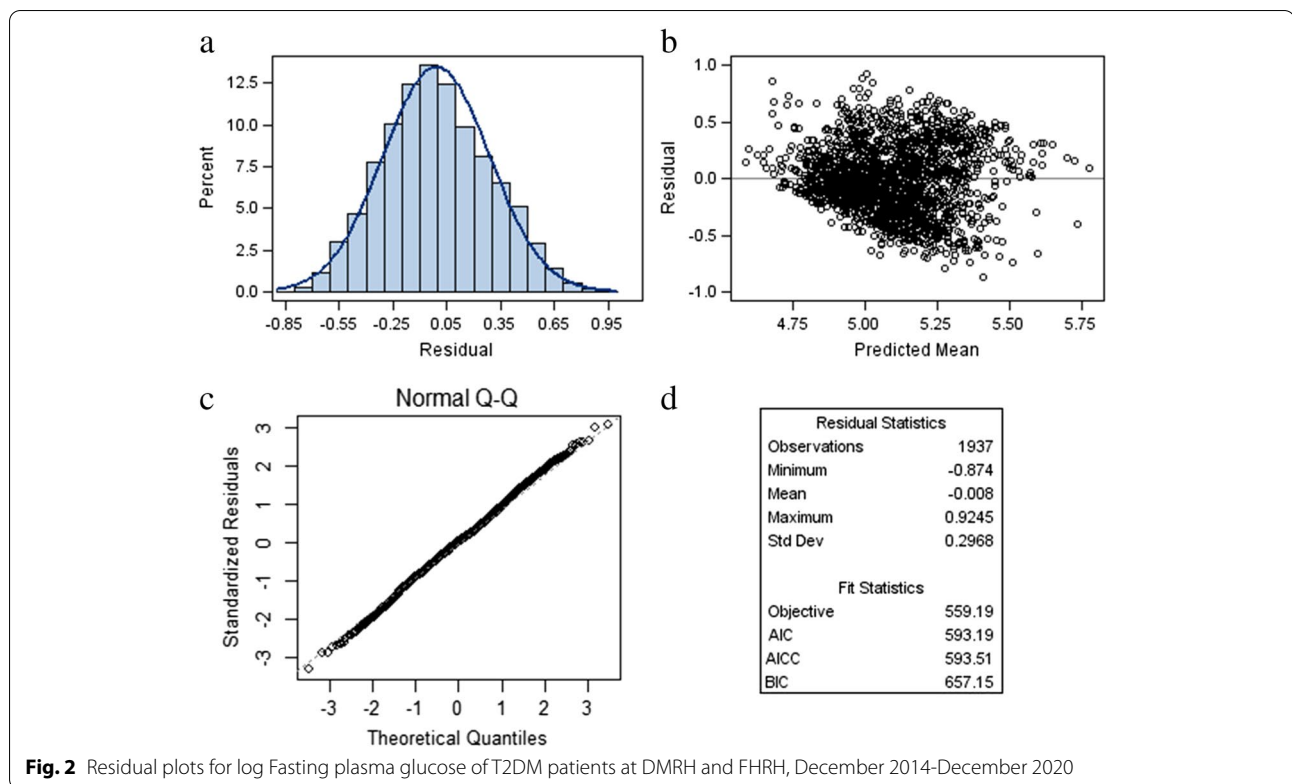 a
12.5
10.0
7.5
5.0
2.5
0.0
Percent
-0.85 -0.55 -0.25 0.05 0.35 0.65 0.95
Residual
b
1.0
0.5
0.0
-0.5
-1.0
Residual
4.75 5.00 5.25 5.50 5.75
Predicted Mean
c
Normal Q-Q
3
2
1
0
-1
-2
-3
Standardized Residuals
-3 -2 -1 0 1 2 3
Theoretical Quantiles
d
Residual Statistics
Observations 1937
Minimum -0.874
Mean -0.008
Maximum 0.9245
Std Dev 0.2968
Fit Statistics
Objective 559.19
AIC 593.19
AICC 593.51
BIC 657.15
Fig. 2 Residual plots for log Fasting plasma glucose of T2DM patients at DMRH and FHRH, December 2014-December 2020